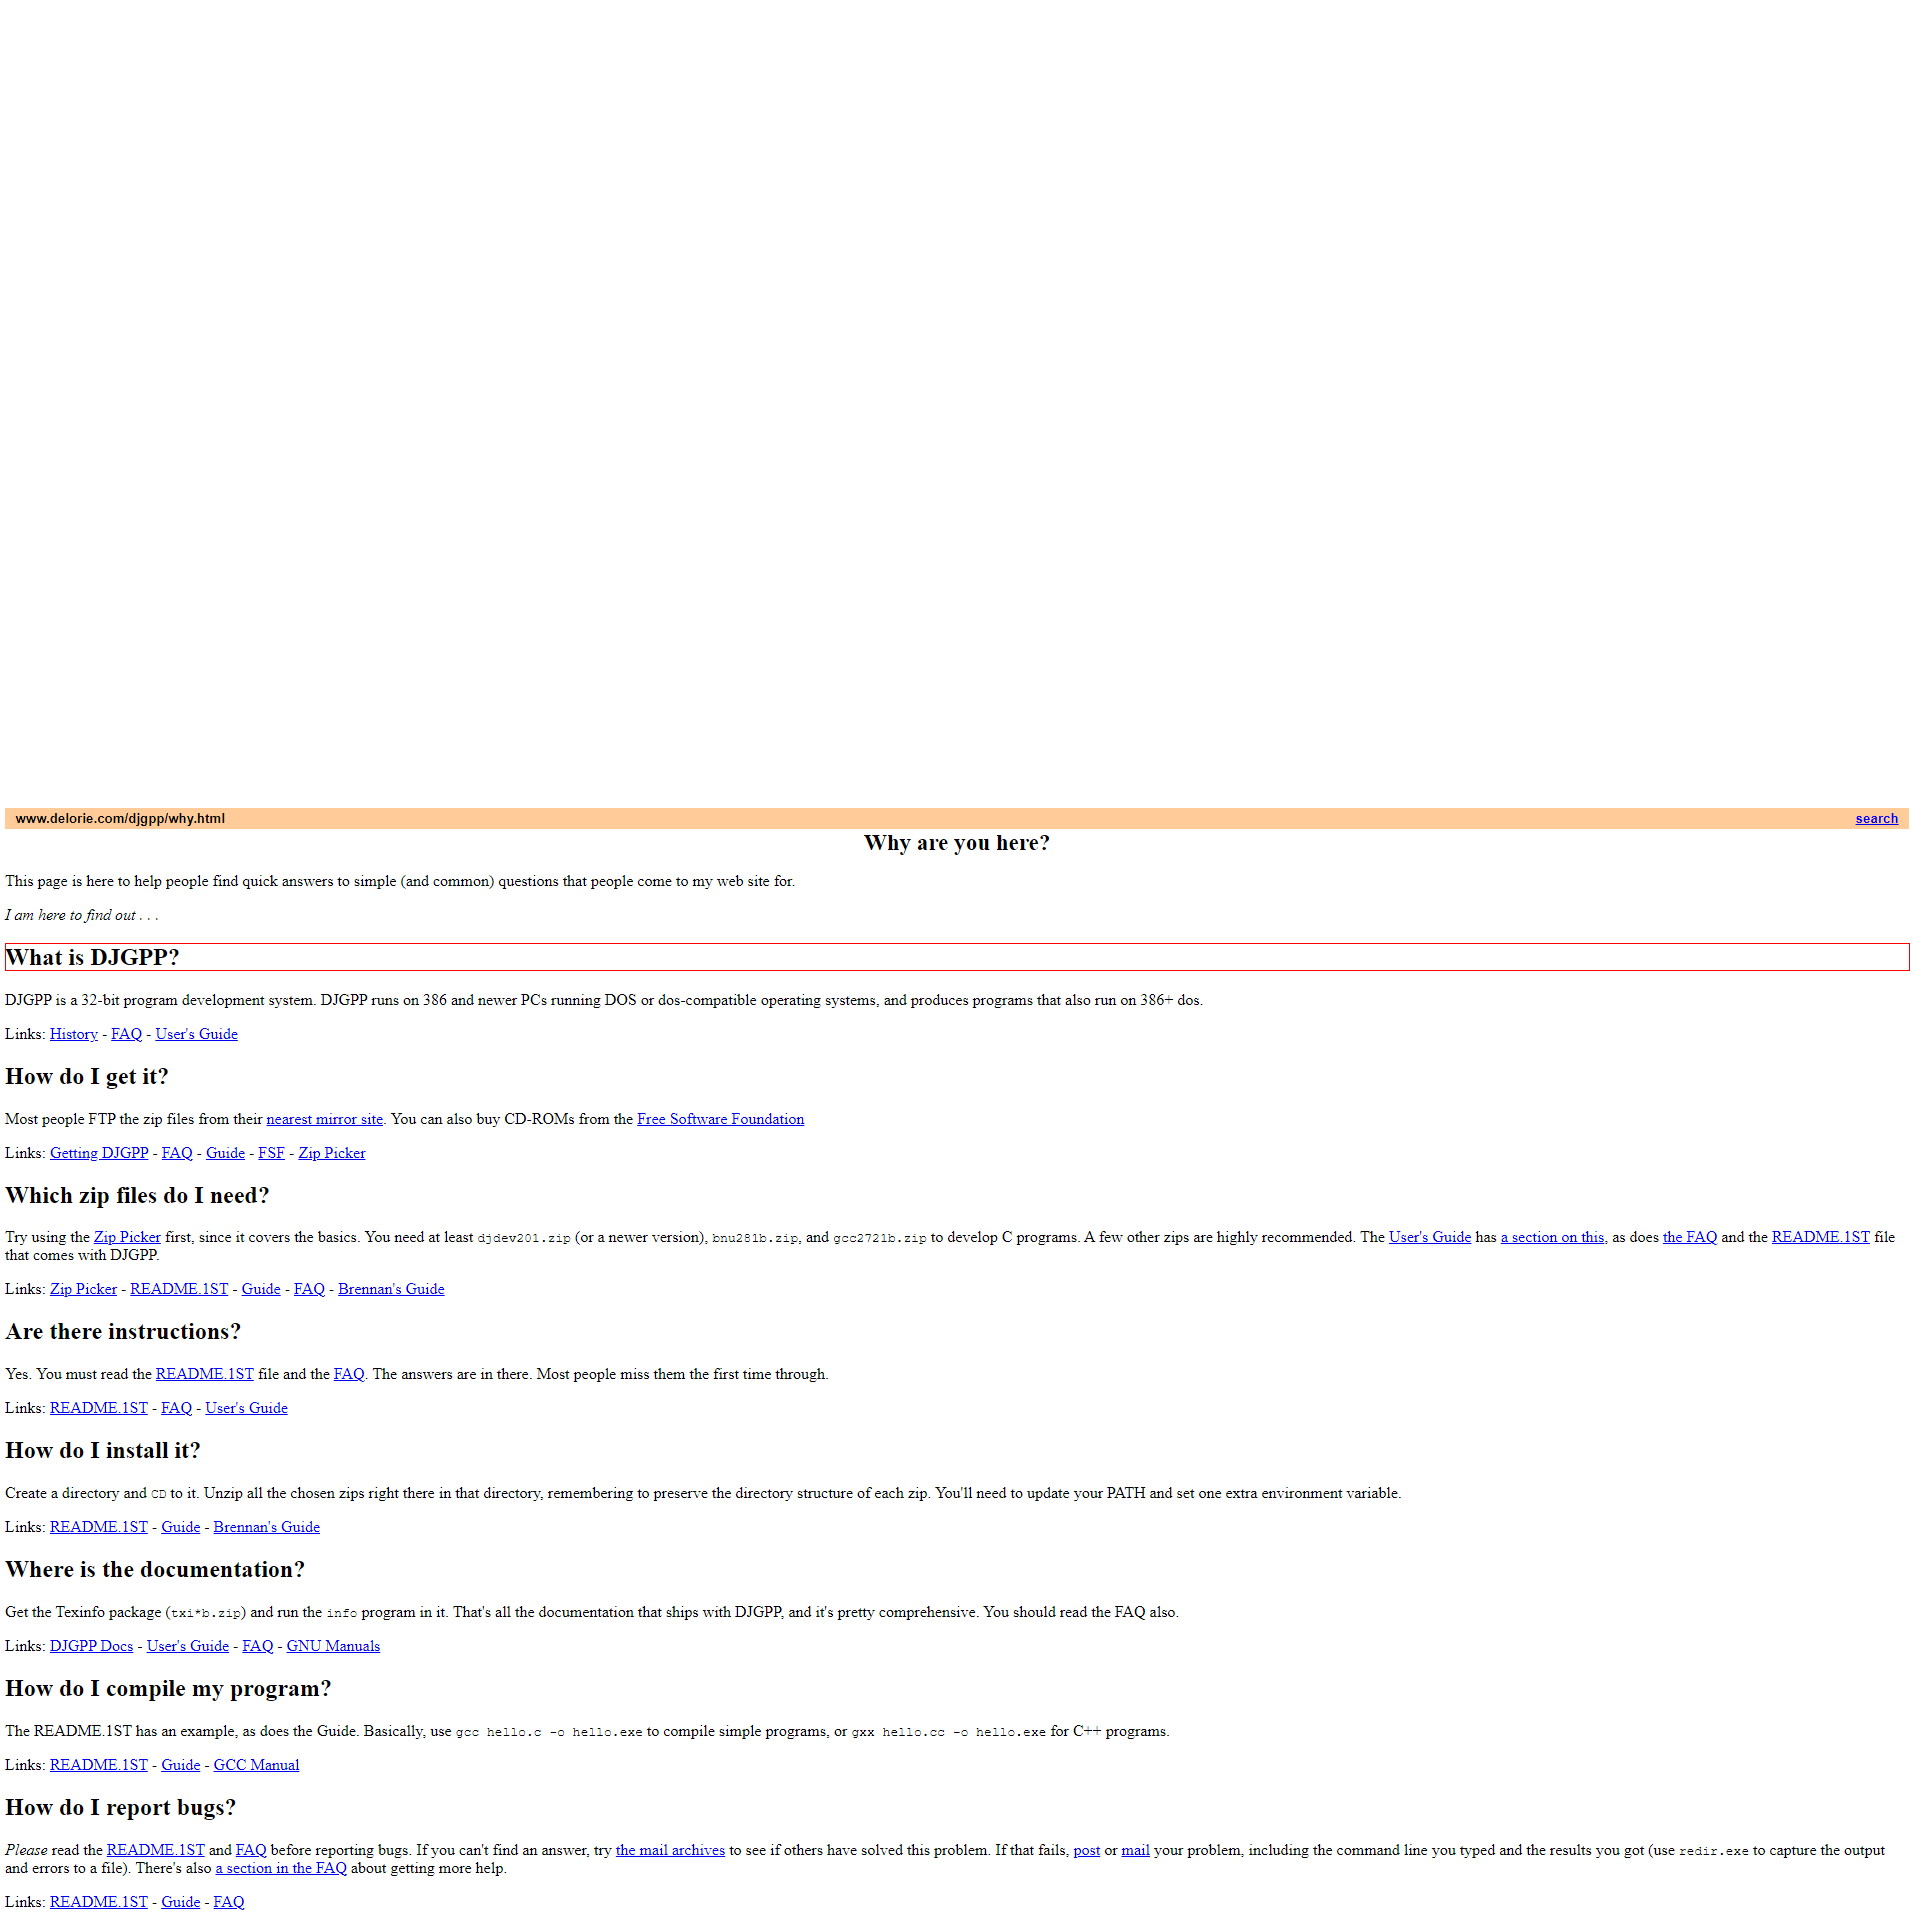 www.delorie.com/djgpp/why.html search
Why are you here?
This page is here to help people find quick answers to simple (and common) questions that people come to my web site for.
I am here to find out . . .
What is DJGPP?
DJGPP is a 32-bit program development system. DJGPP runs on 386 and newer PCs running DOS or dos-compatible operating systems, and produces programs that also run on 386+ dos.
Links: History - FAQ - User's Guide
How do I get it?
Most people FTP the zip files from their nearest mirror site. You can also buy CD-ROMs from the Free Software Foundation
Links: Getting DJGPP - FAQ - Guide - FSF - Zip Picker
Which zip files do I need?
Try using the Zip Picker first, since it covers the basics. You need at least djdev201.zip (or a newer version), bnu281b.zip, and gcc2721b.zip to develop C programs. A few other zips are highly recommended. The User's Guide has a section on this, as does the FAQ and the README.1ST file
that comes with DJGPP.
Links: Zip Picker - README.1ST - Guide - FAQ - Brennan's Guide
Are there instructions?
Yes. You must read the README.1ST file and the FAQ. The answers are in there. Most people miss them the first time through.
Links: README.1ST - FAQ - User's Guide
How do I install it?
Create a directory and CD to it. Unzip all the chosen zips right there in that directory, remembering to preserve the directory structure of each zip. You'll need to update your PATH and set one extra environment variable.
Links: README.1ST - Guide - Brennan's Guide
Where is the documentation?
Get the Texinfo package (txi*b.zip) and run the info program in it. That's all the documentation that ships with DJGPP, and it's pretty comprehensive. You should read the FAQ also.
Links: DJGPP Docs - User's Guide - FAQ - GNU Manuals
How do I compile my program?
The README.1ST has an example, as does the Guide. Basically, use gcc hello.c -o hello.exe to compile simple programs, or gxx hello.cc -o hello.exe for C++ programs.
Links: README.1ST - Guide - GCC Manual
How do I report bugs?
Please read the README.1ST and FAQ before reporting bugs. If you can't find an answer, try the mail archives to see if others have solved this problem. If that fails, post or mail your problem, including the command line you typed and the results you got (use redir.exe to capture the output
and errors to a file). There's also a section in the FAQ about getting more help.
Links: README.1ST - Guide - FAQ